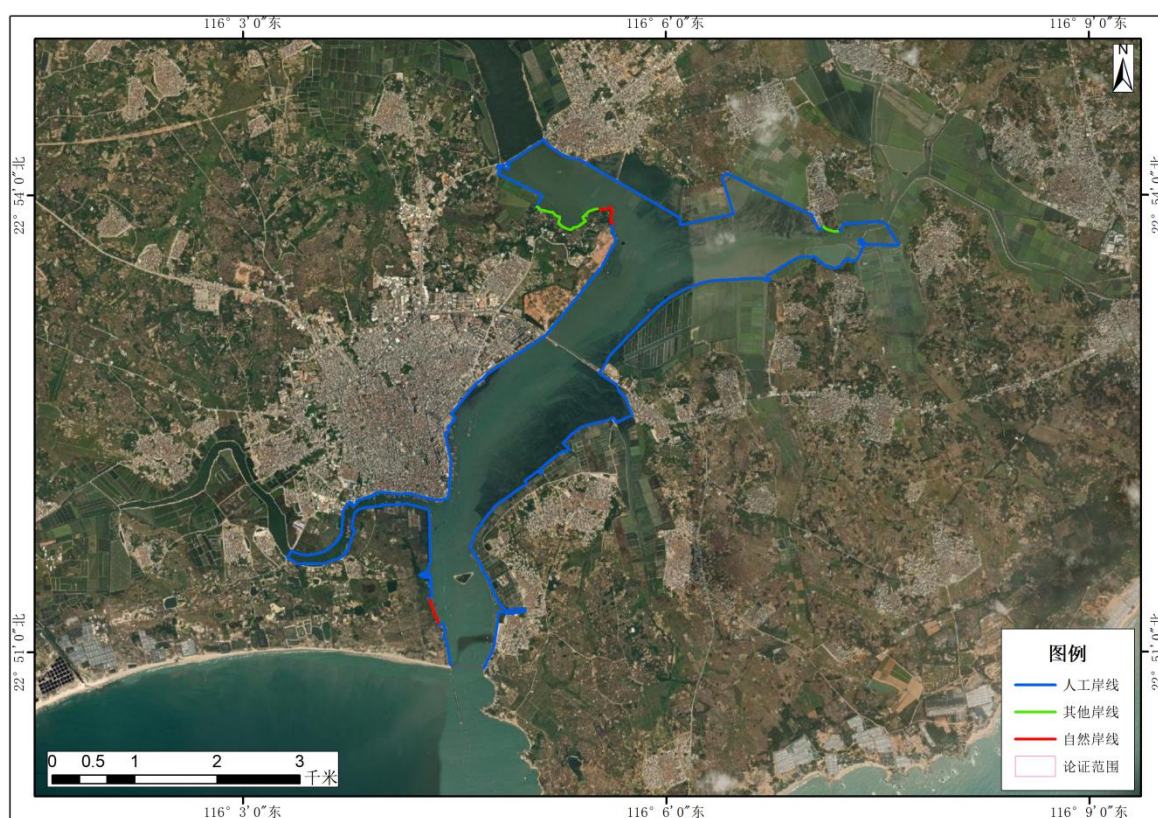 116° 3' 0"东
116° 6' 0"东
116° 9' 0"东
N
22° 54' 0"北
22° 54' 0"北
22° 51' 0"北
22° 51' 0"北
图例
人工岸线
其他岸线
自然岸线
论证范围
0 0.5 1 2 3
千米
116° 3' 0"东
116° 6' 0"东
116° 9' 0"东